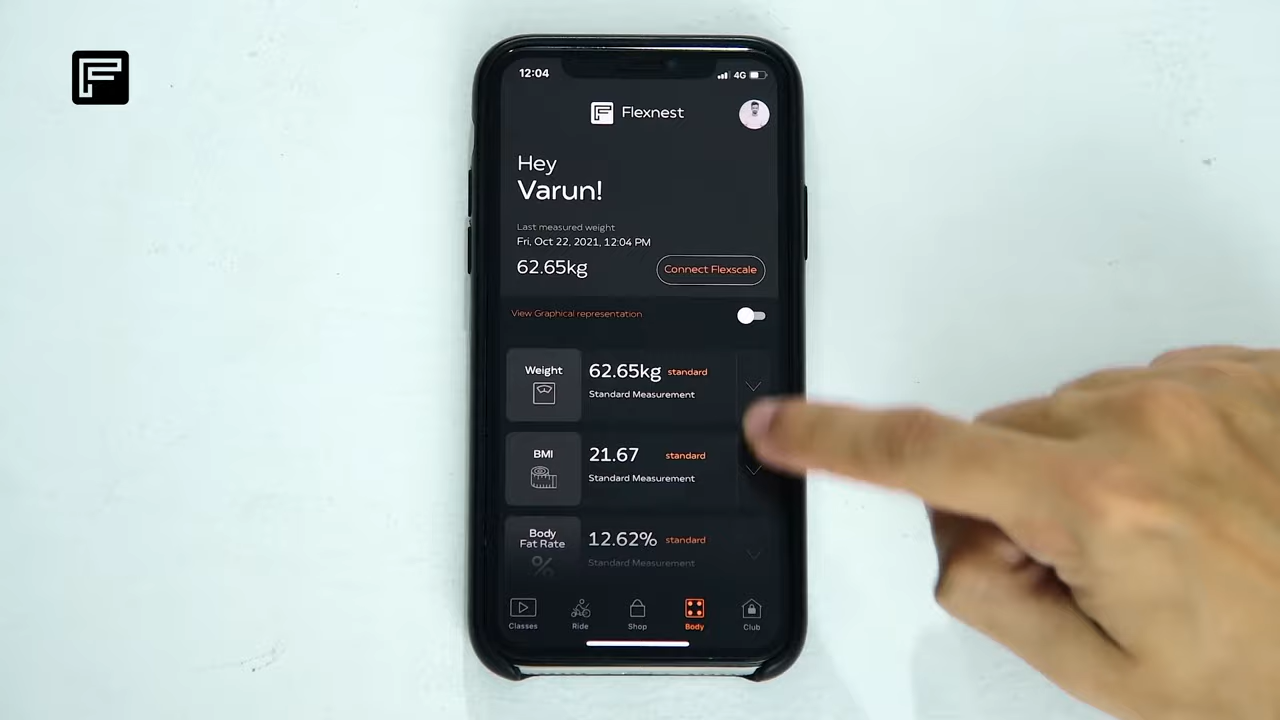 12:04
4G
Flexnest
Hey
Varun!
Last measured weight
Fri, Oct 22, 2021, 12:04 PM
62.65kg
Connect Flexscale
View Graphical representation
Weight
62.65kg standard
Standard Measurement
BMI
21.67 standard
Standard Measurement
Body
Fat Rate
12.62% standard
Standard Measurement
%
Classes Ride Shop Body Club